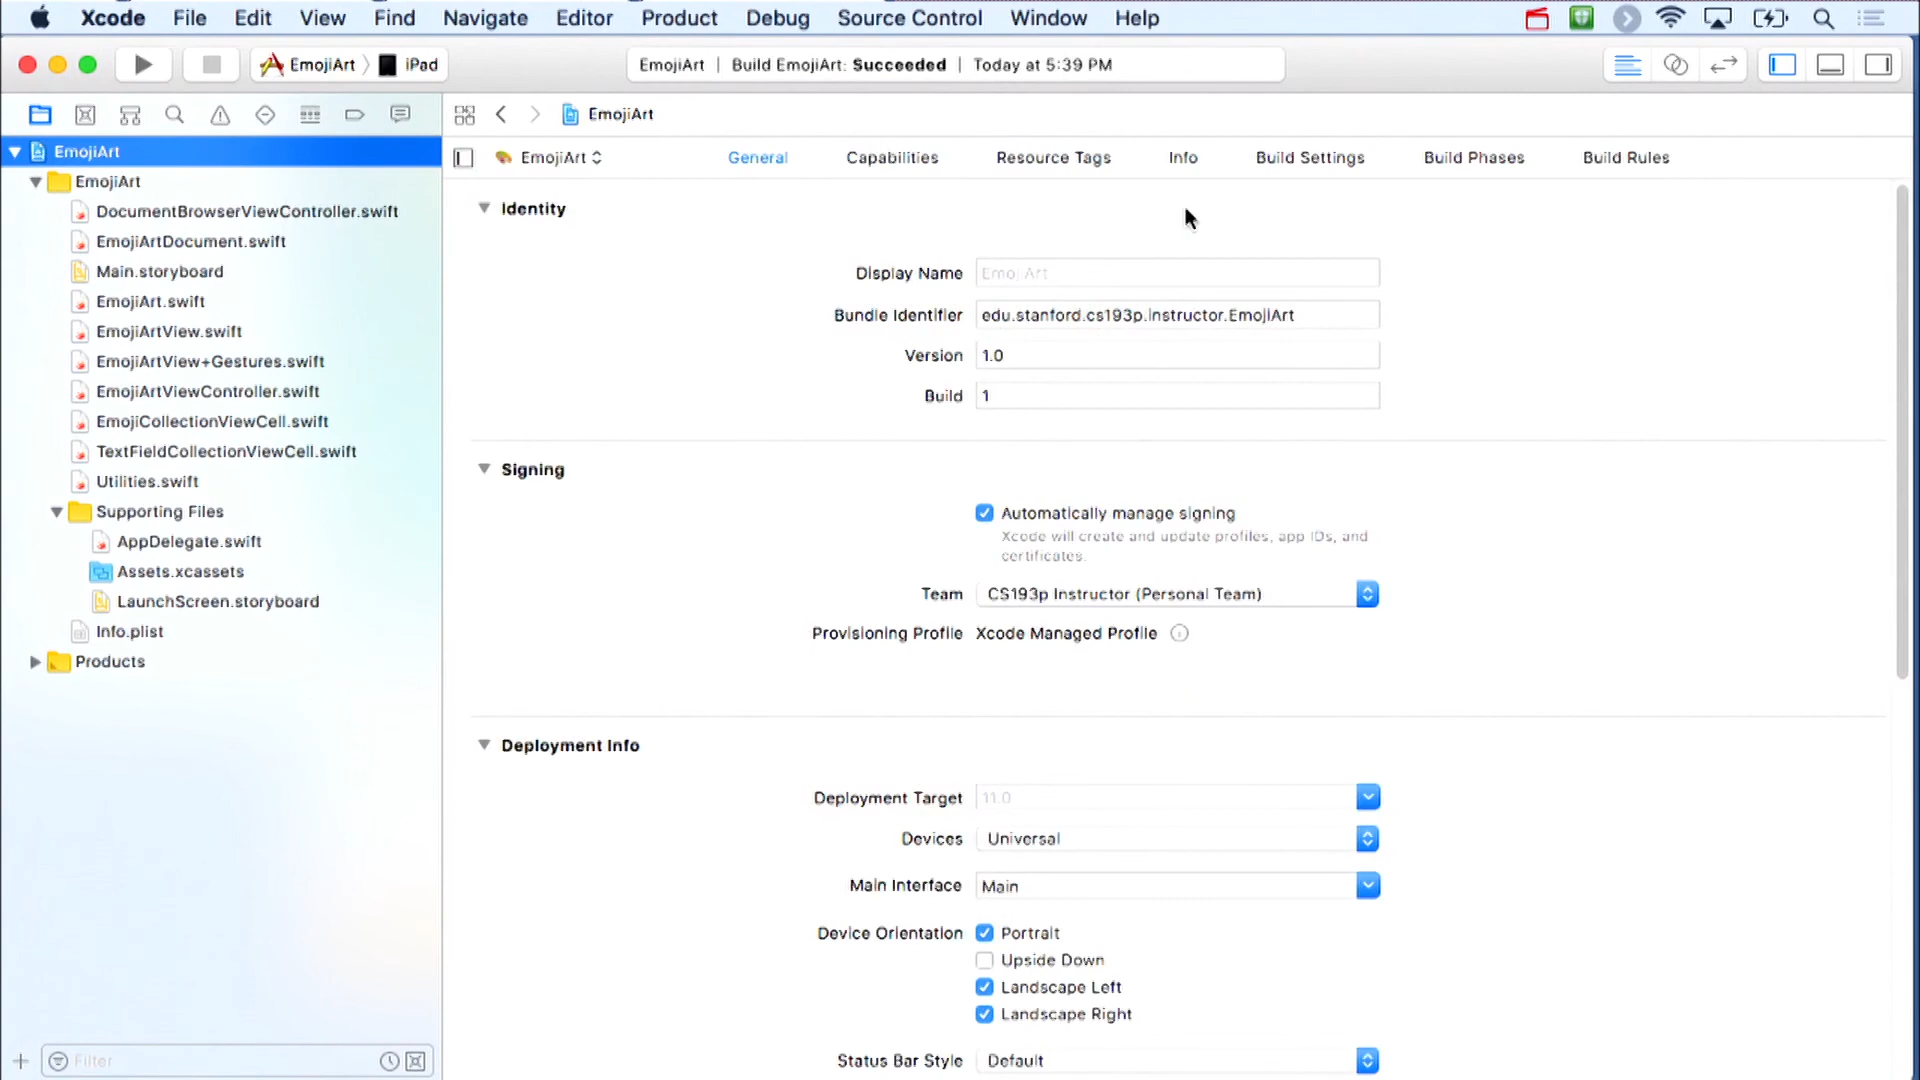 Xcode File Edit View Find Navigate Editor Product Debug Source Control Window Help
EmojiArt iPad
EmojiArt | Build EmojiArt: Succeeded | Today at 5:39 PM
EmojiArt
EmojiArt
EmojiArt
DocumentBrowserViewController.swift
EmojiArtDocument.swift
Main.storyboard
EmojiArt.swift
EmojiArtView.swift
EmojiArtView+Gestures.swift
EmojiArtViewController.swift
EmojiCollectionViewCell.swift
TextFieldCollectionViewCell.swift
Utilities.swift
Supporting Files
AppDelegate.swift
Assets.xcassets
LaunchScreen.storyboard
Info.plist
Products
Filter
EmojiArt General Capabilities Resource Tags Info Build Settings Build Phases Build Rules
Identity
Display Name EmojiArt
Bundle Identifier edu.stanford.cs193p.instructor.EmojiArt
Version 1.0
Build 1
Signing
Automatically manage signing
Xcode will create and update profiles, app IDs, and
certificates.
Team CS193p Instructor (Personal Team)
Provisioning Profile Xcode Managed Profile
Deployment Info
Deployment Target 11.0
Devices Universal
Main Interface Main
Device Orientation Portrait
Upside Down
Landscape Left
Landscape Right
Status Bar Style Default